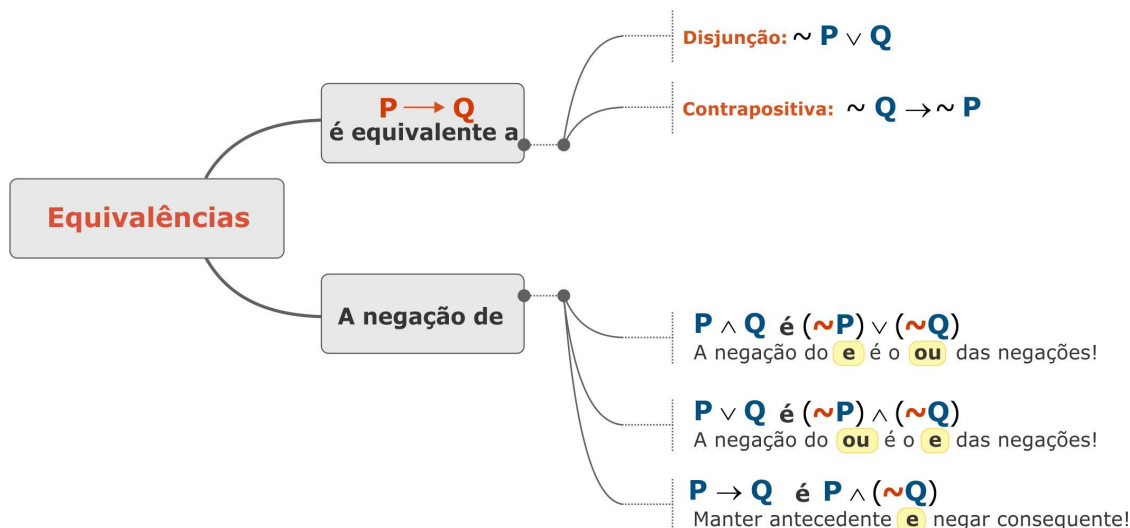 Equivalências
P → Q
é equivalente a
Disjunção: ~ P ∨ Q
Contrapositiva: ~ Q → ~ P
A negação de
P ∧ Q é (~P) ∨ (~Q)
A negação do e é o ou das negações!
P ∨ Q é (~P) ∧ (~Q)
A negação do ou é o e das negações!
P → Q é P ∧ (~Q)
Manter antecedente e negar consequente!